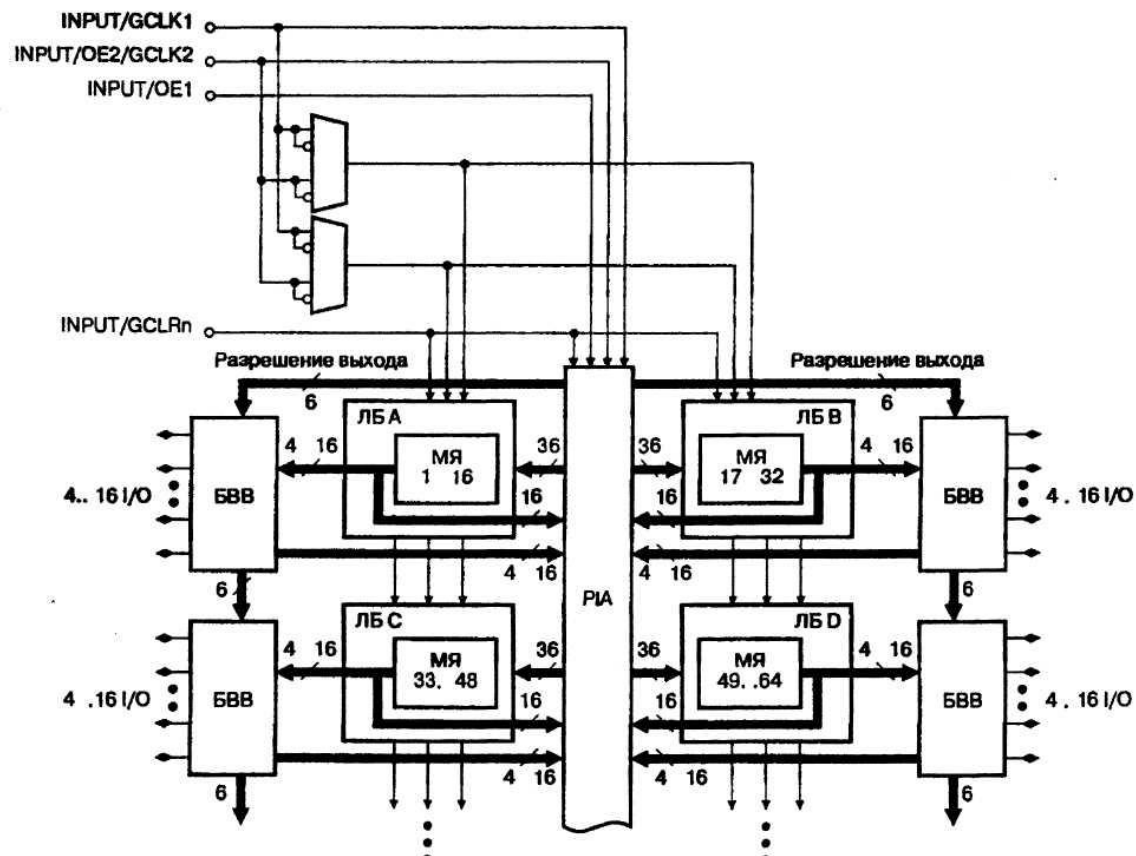 INPUT/GCLK1
INPUT/OE2/GCLK2
INPUT/OE1
INPUT/GCLRn
Разрешение выхода
Разрешение выхода
6
6
ЛБ A
ЛБ B
4 16
МЯ
1 16
36
36
МЯ
17 32
4 16
4.. 16 I/O
БВВ
16
16
БВВ
4 . 16 I/O
4 16
4 16
6
PIA
6
ЛБ C
ЛБ D
4 16
МЯ
33. 48
36
36
МЯ
49. .64
4 16
4 .16 I/O
БВВ
16
16
БВВ
4 . 16 I/O
4 16
4 16
6
6